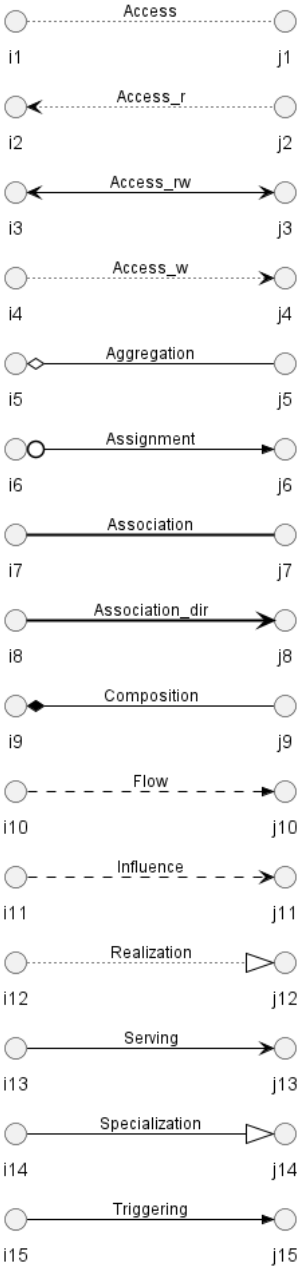 Access
i1 j1
Access_r
i2 j2
Access_rw
i3 j3
Access_w
i4 j4
Aggregation
i5 j5
Assignment
i6 j6
Association
i7 j7
Association_dir
i8 j8
Composition
i9 j9
Flow
i10 j10
Influence
i11 j11
Realization
i12 j12
Serving
i13 j13
Specialization
i14 j14
Triggering
i15 j15